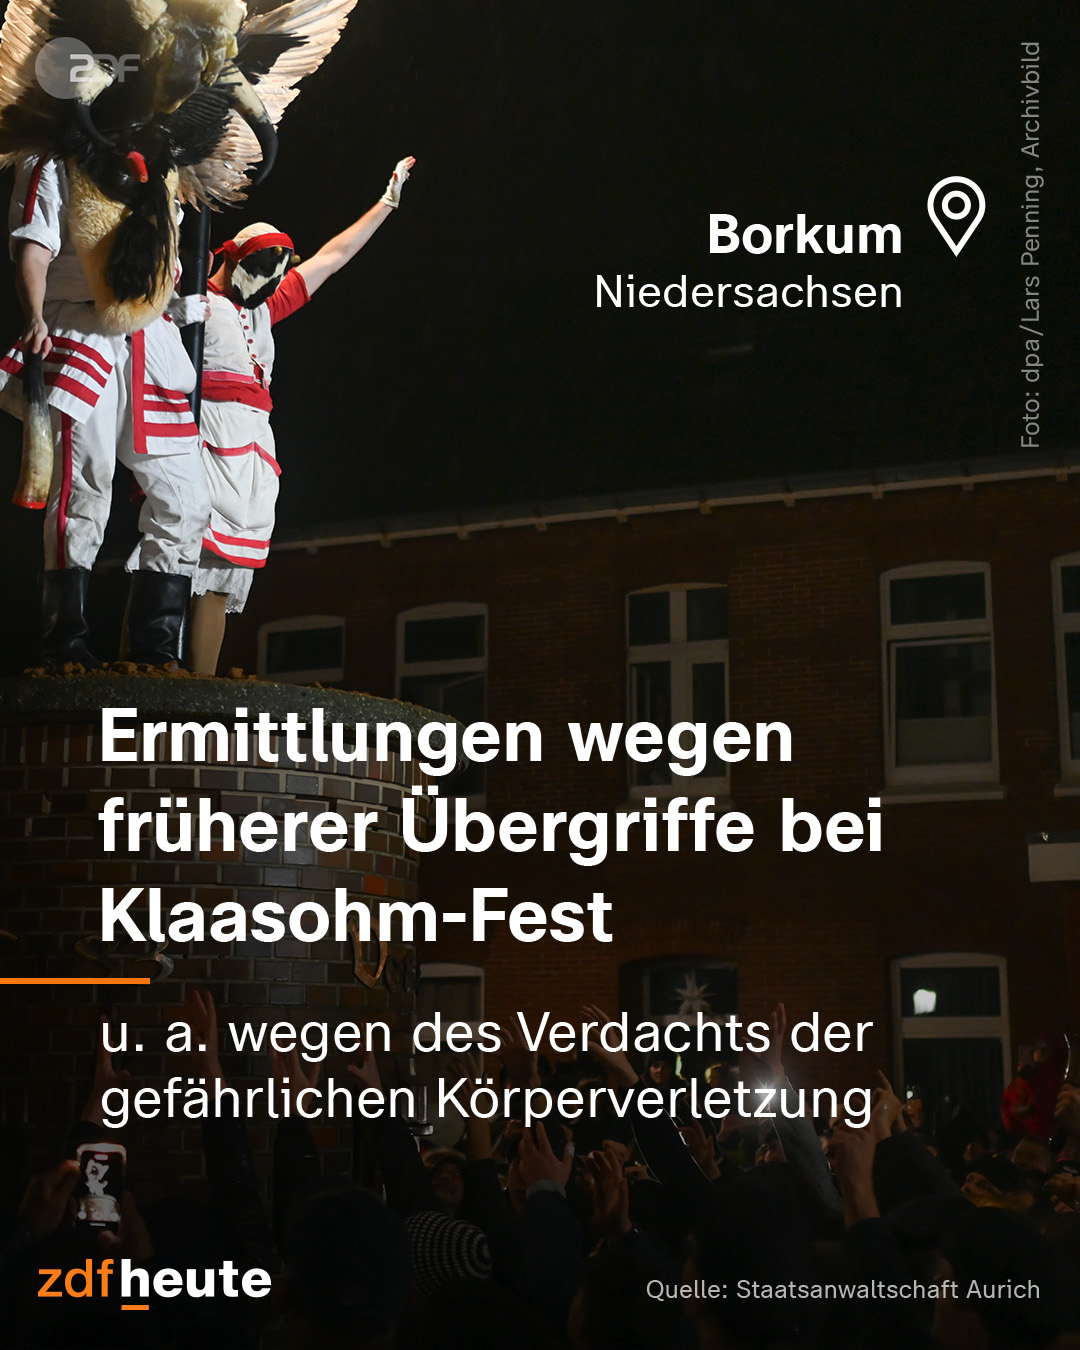 ZDF
Foto: dpa/Lars Penning, Archivbild
Borkum
Niedersachsen
Ermittlungen wegen
früherer Übergriffe bei
Klaasohm-Fest
u. a. wegen des Verdachts der
gefährlichen Körperverletzung
zdfheute
Quelle: Staatsanwaltschaft Aurich